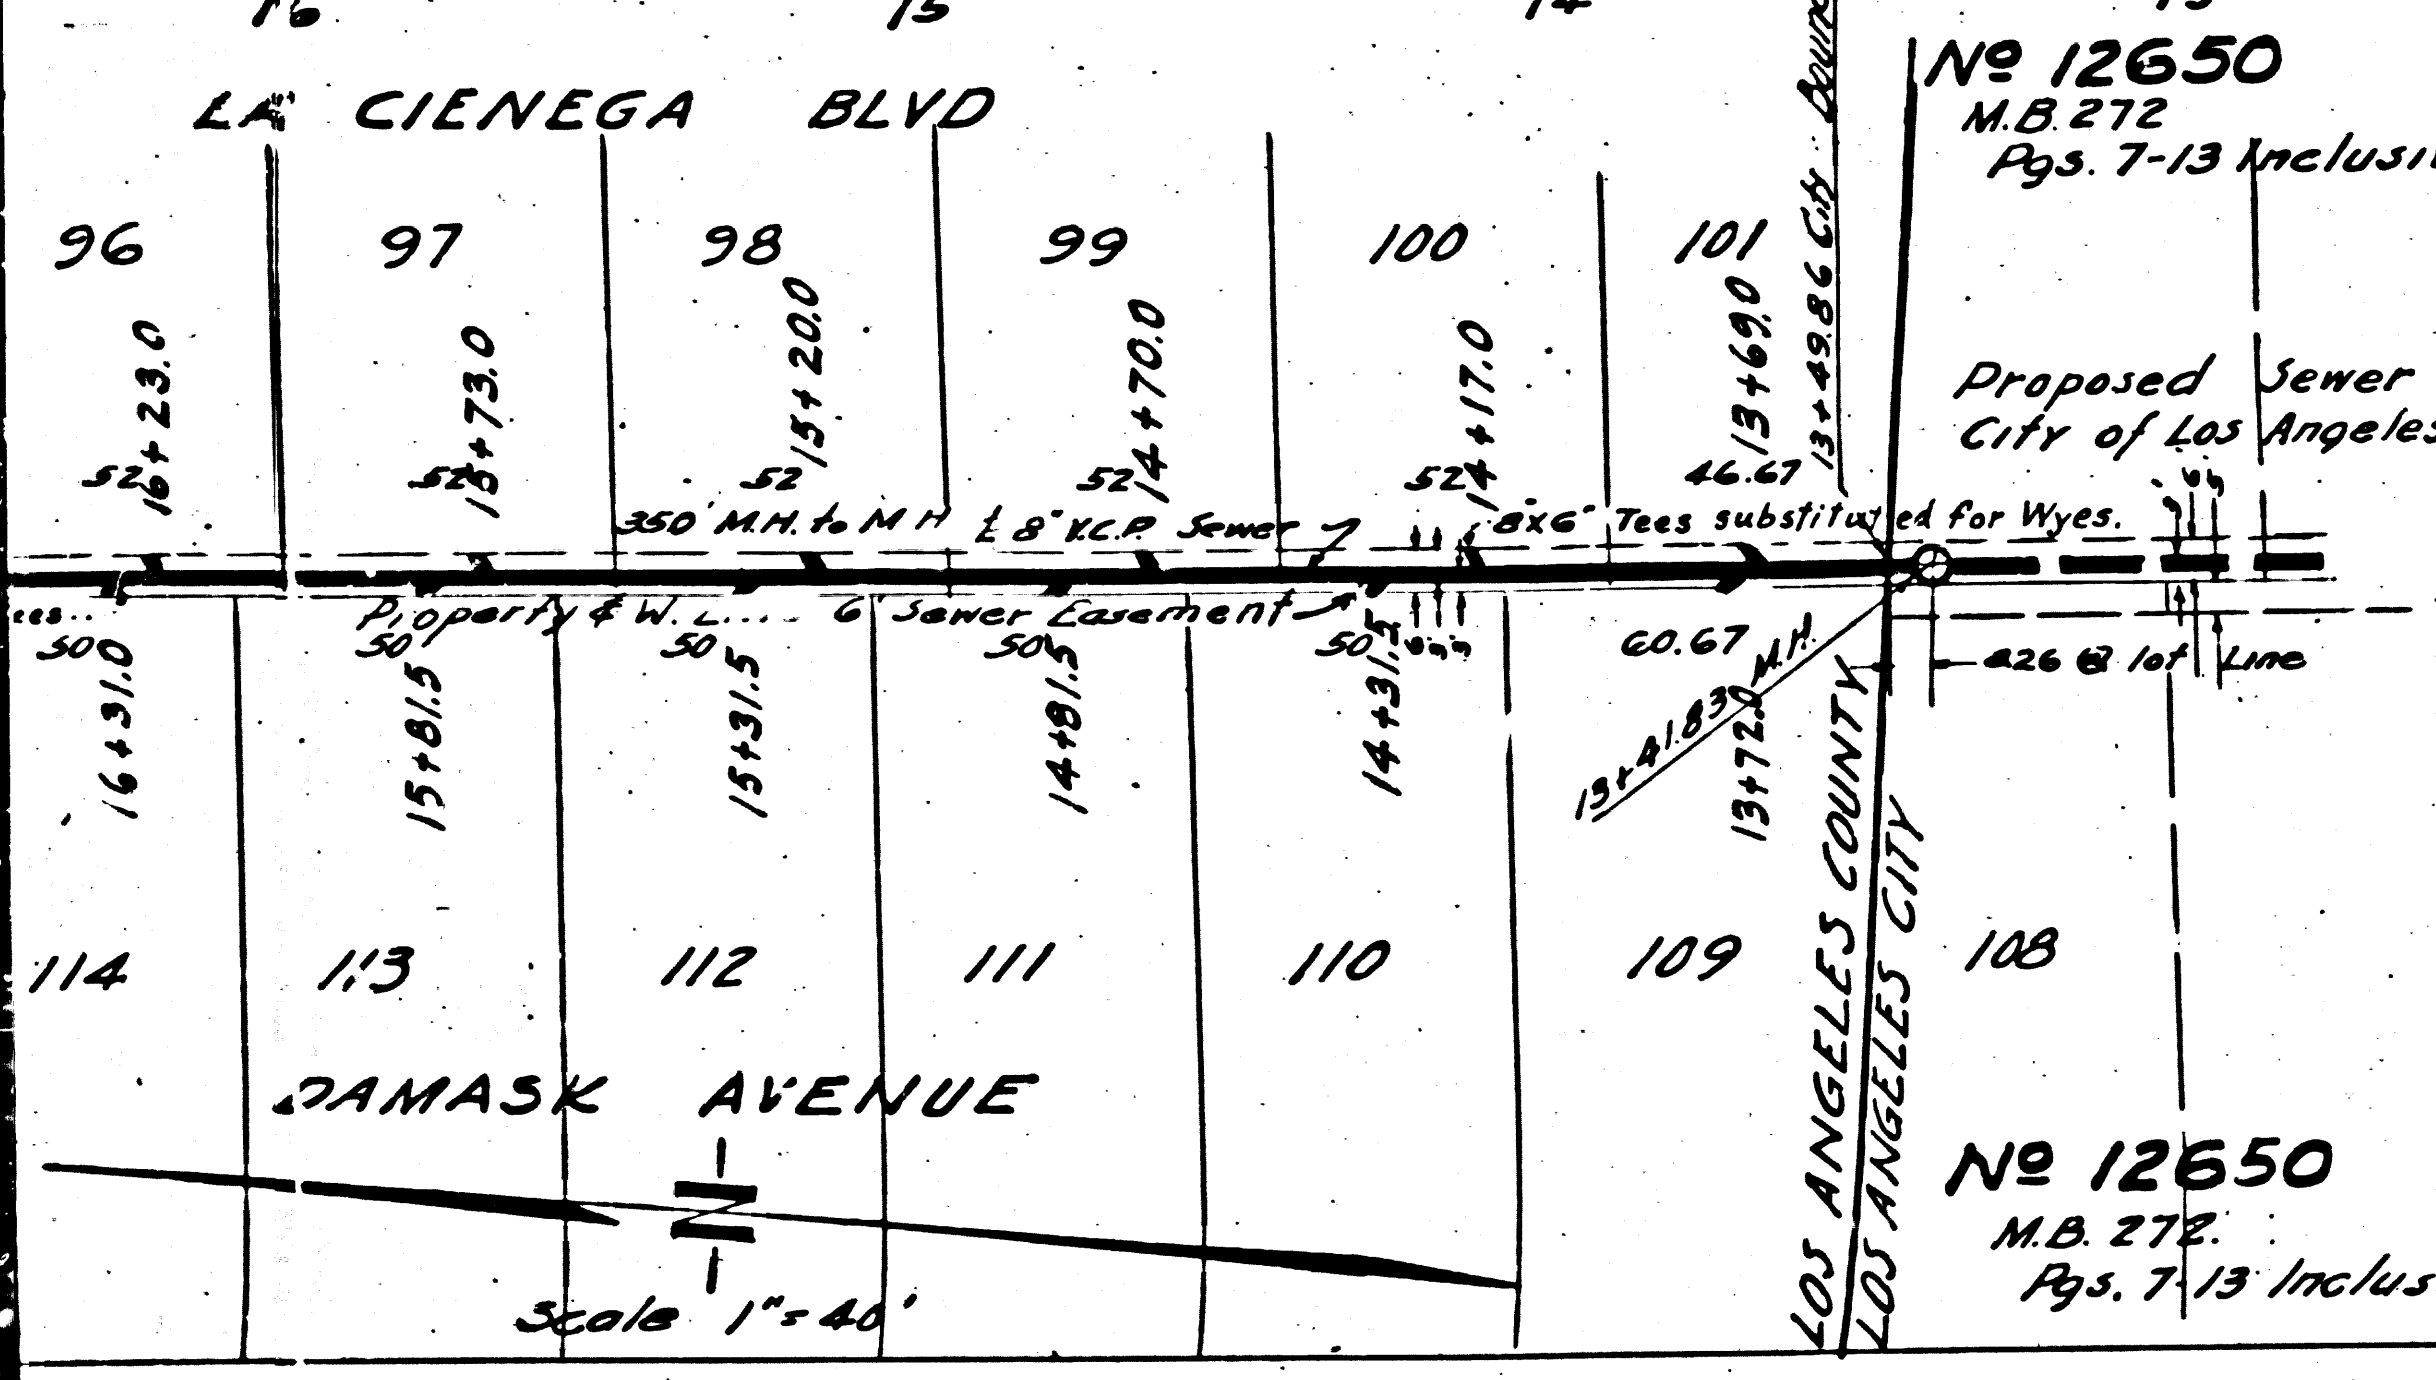 16 15 14
Nº 12650
M.B. 272
Pgs. 7-13
LA CIENEGA BLVD
96 97 98 99 100 101
16+23.0 15+73.0 15+20.0 14+70.0 14+17.0 13+69.0
13+49.86 City
Proposed Sewer
City of Los Angeles
52 52 52 52 52 46.67
350' M.H. to M H 8" V.C.P. Sewer
8"x6" Tees substituted for Wyes.
Property & W. L.... 6' Sewer Easement
50 50 50 50 50 60.67
16+31.0 15+81.5 15+31.5 14+81.5 14+31.5 13+72.0
13+41.83 M.H.
@ lot Line
114 113 112 111 110 109 108
LOS ANGELES COUNTY
LOS ANGELES CITY
DAMASK AVENUE
N
Scale 1"=40'
Nº 12650
M.B. 272.
Pgs. 7-13